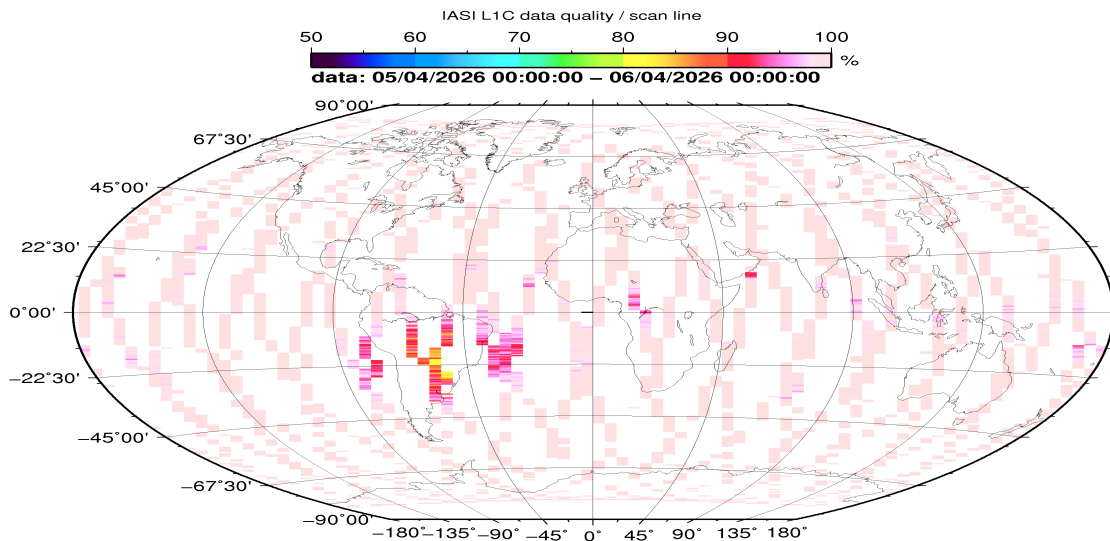 IASI L1C data quality / scan line
50 60 70 80 90 100
%
data: 05/04/2026 00:00:00 – 06/04/2026 00:00:00
90°00'
67°30'
45°00'
22°30'
0°00'
−22°30'
−45°00'
−67°30'
−90°00'
−180° −135° −90° −45° 0° 45° 90° 135° 180°